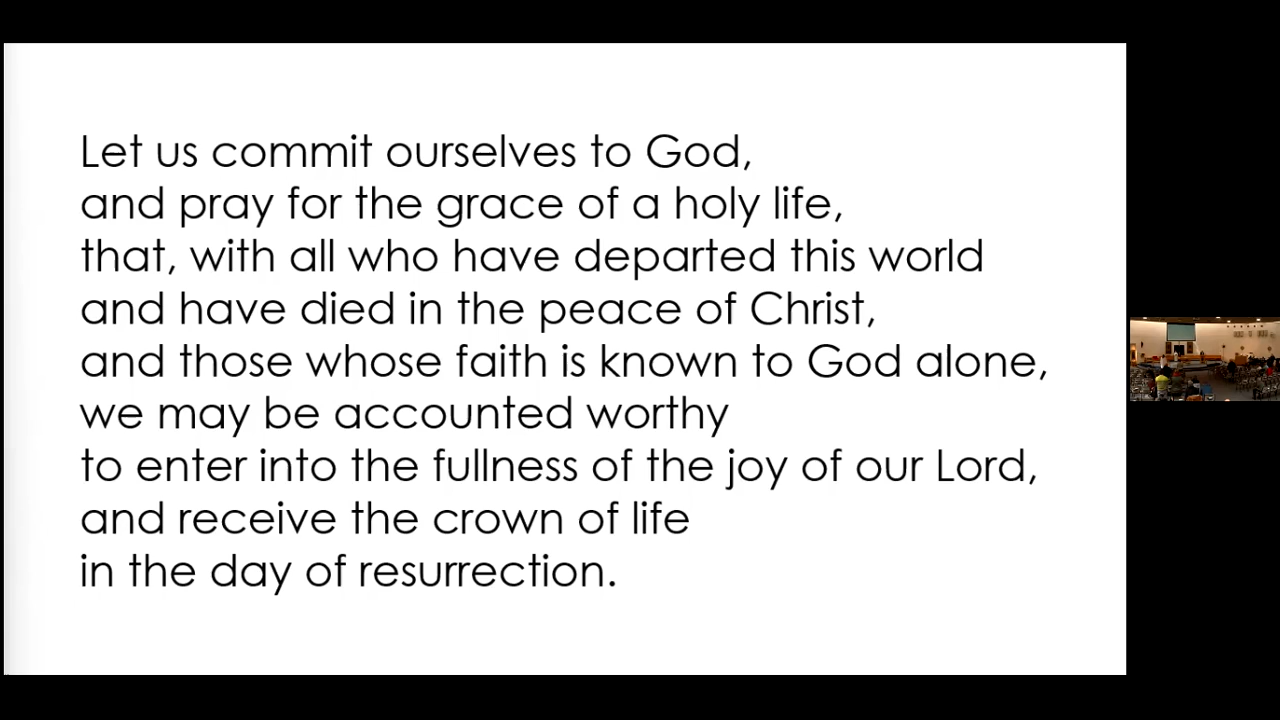 Let us commit ourselves to God,
and pray for the grace of a holy life,
that, with all who have departed this world
and have died in the peace of Christ,
and those whose faith is known to God alone,
we may be accounted worthy
to enter into the fullness of the joy of our Lord,
and receive the crown of life
in the day of resurrection.